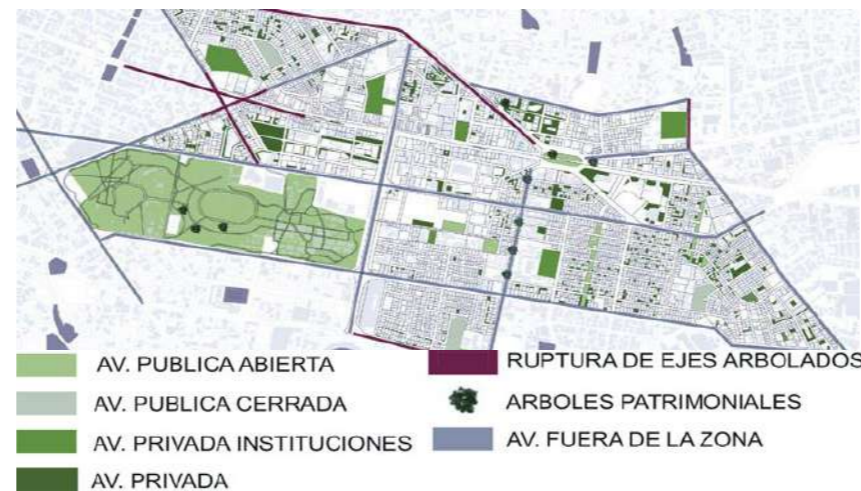 AV. PUBLICA ABIERTA
RUPTURA DE EJES ARBOLADOS
AV. PUBLICA CERRADA
ARBOLES PATRIMONIALES
AV. PRIVADA INSTITUCIONES
AV. FUERA DE LA ZONA
AV. PRIVADA